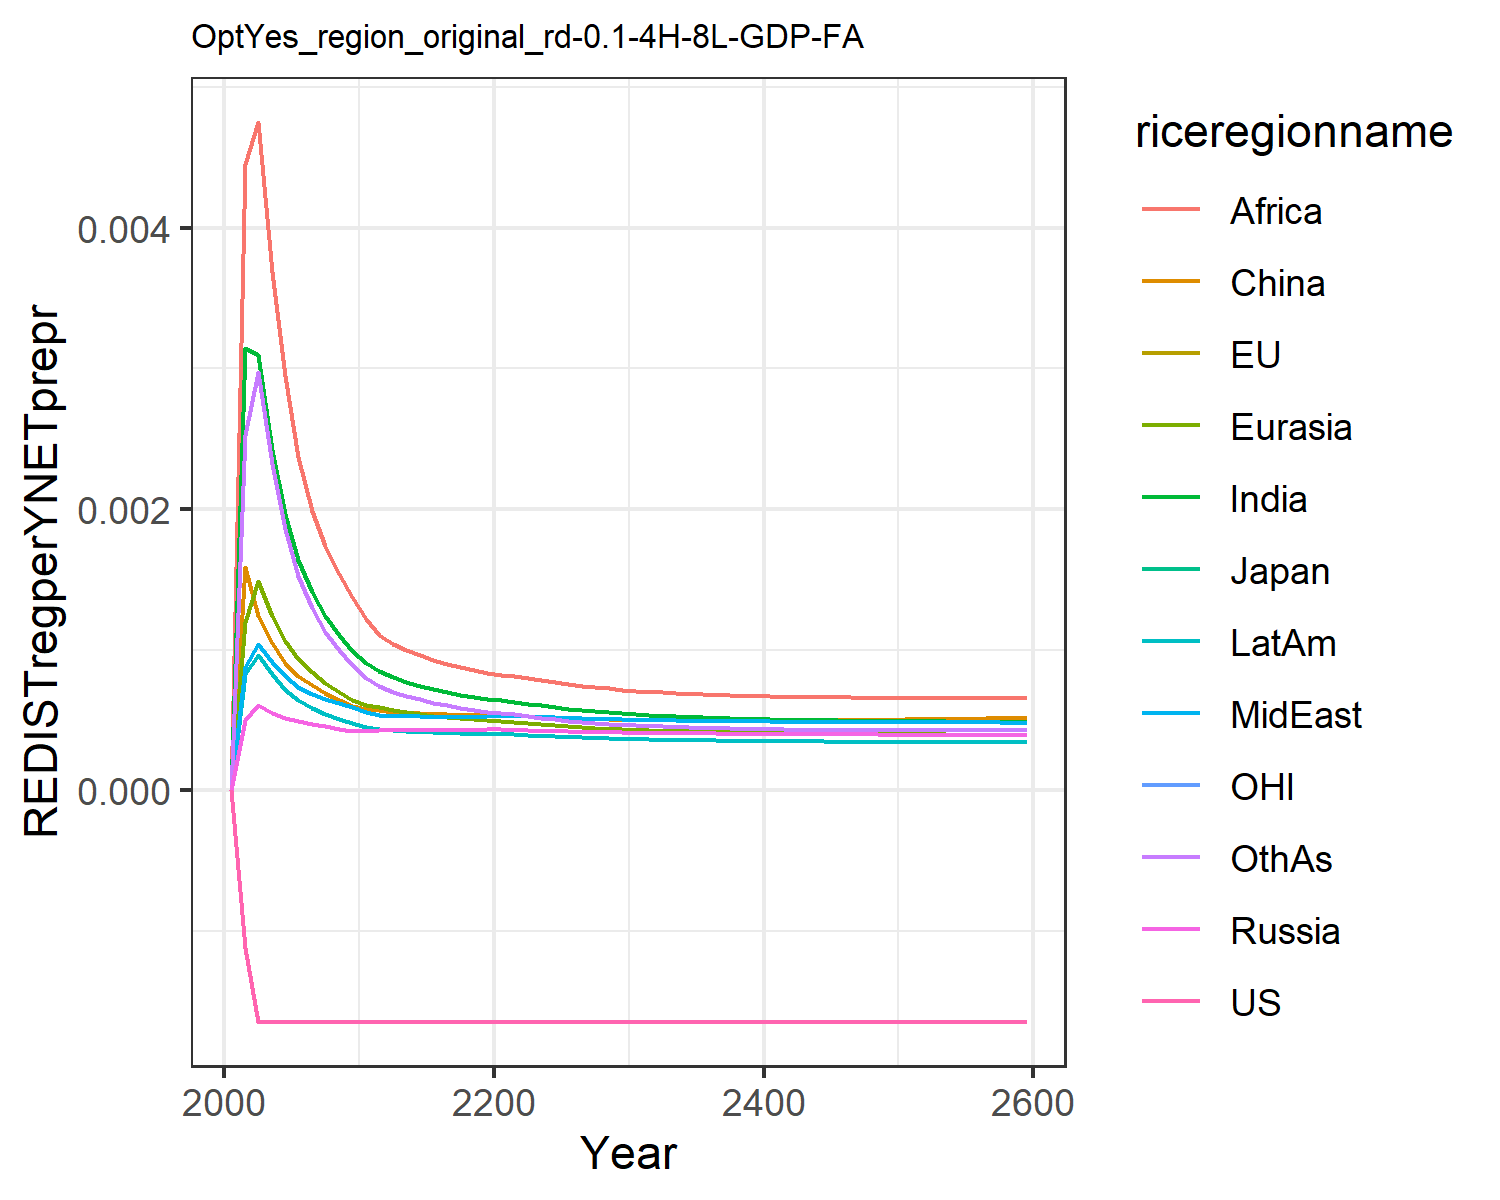 OptYes_region_original_rd-0.1-4H-8L-GDP-FA
REDISTregperYNETprepr
0.004
0.002
0.000
2000
2200
2400
2600
Year
riceregionname
Africa
China
EU
Eurasia
India
Japan
LatAm
MidEast
OHI
OthAs
Russia
US